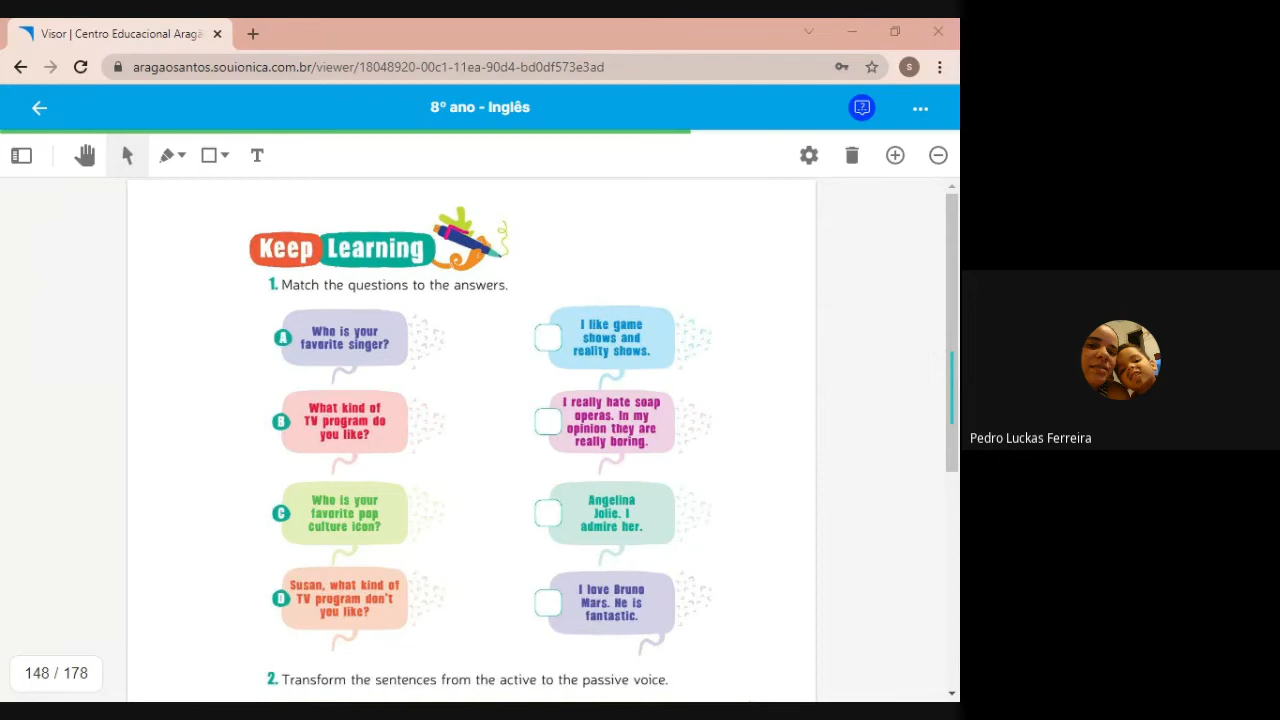 Visor | Centro Educacional Aragã
aragaosantos.souionica.com.br/viewer/18048920-00c1-11ea-90d4-bd0df573e3ad
s
8º ano - Inglês
T
Keep Learning
1. Match the questions to the answers.
A
Who is your
favorite singer?
I like game
shows and
reality shows.
B
What kind of
TV program do
you like?
I really hate soap
operas. In my
opinion they are
really boring.
C
Who is your
favorite pop
culture icon?
Angelina
Jolie. I
admire her.
D
Susan, what kind of
TV program don't
you like?
I love Bruno
Mars. He is
fantastic.
2. Transform the sentences from the active to the passive voice.
148 / 178
Pedro Luckas Ferreira